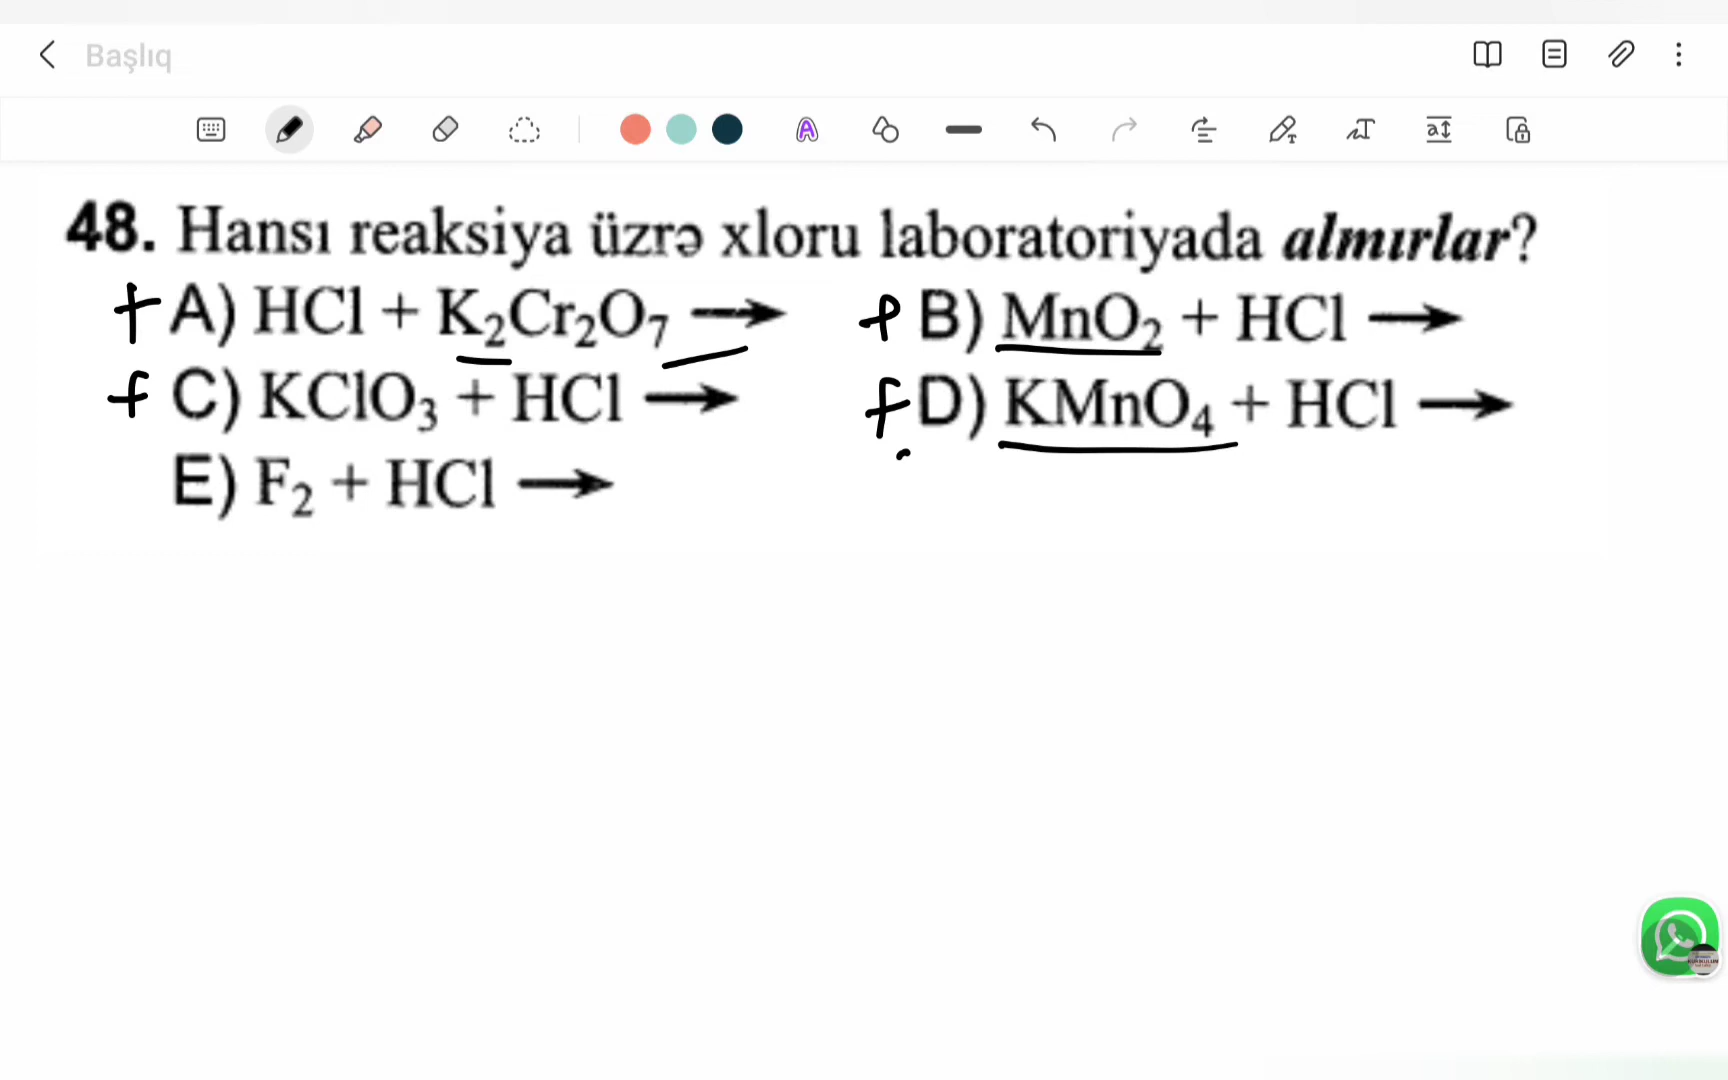 Başlıq
48. Hansı reaksiya üzrə xloru laboratoriyada almırlar?
+ A) HCl + K₂Cr₂O₇ → + B) MnO₂ + HCl →
+ C) KClO₃ + HCl → + D) KMnO₄ + HCl →
E) F₂ + HCl →